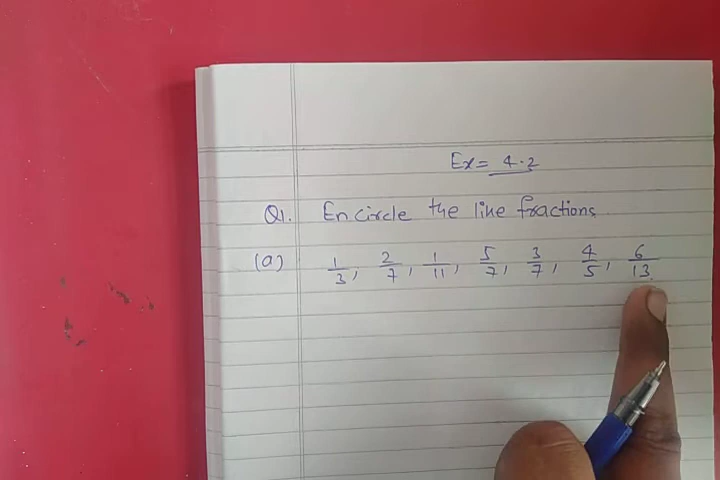 Ex = 4.2
Q1. Encircle the like fractions
(a) 1/3, 2/7, 1/11, 5/7, 3/7, 4/5, 6/13.